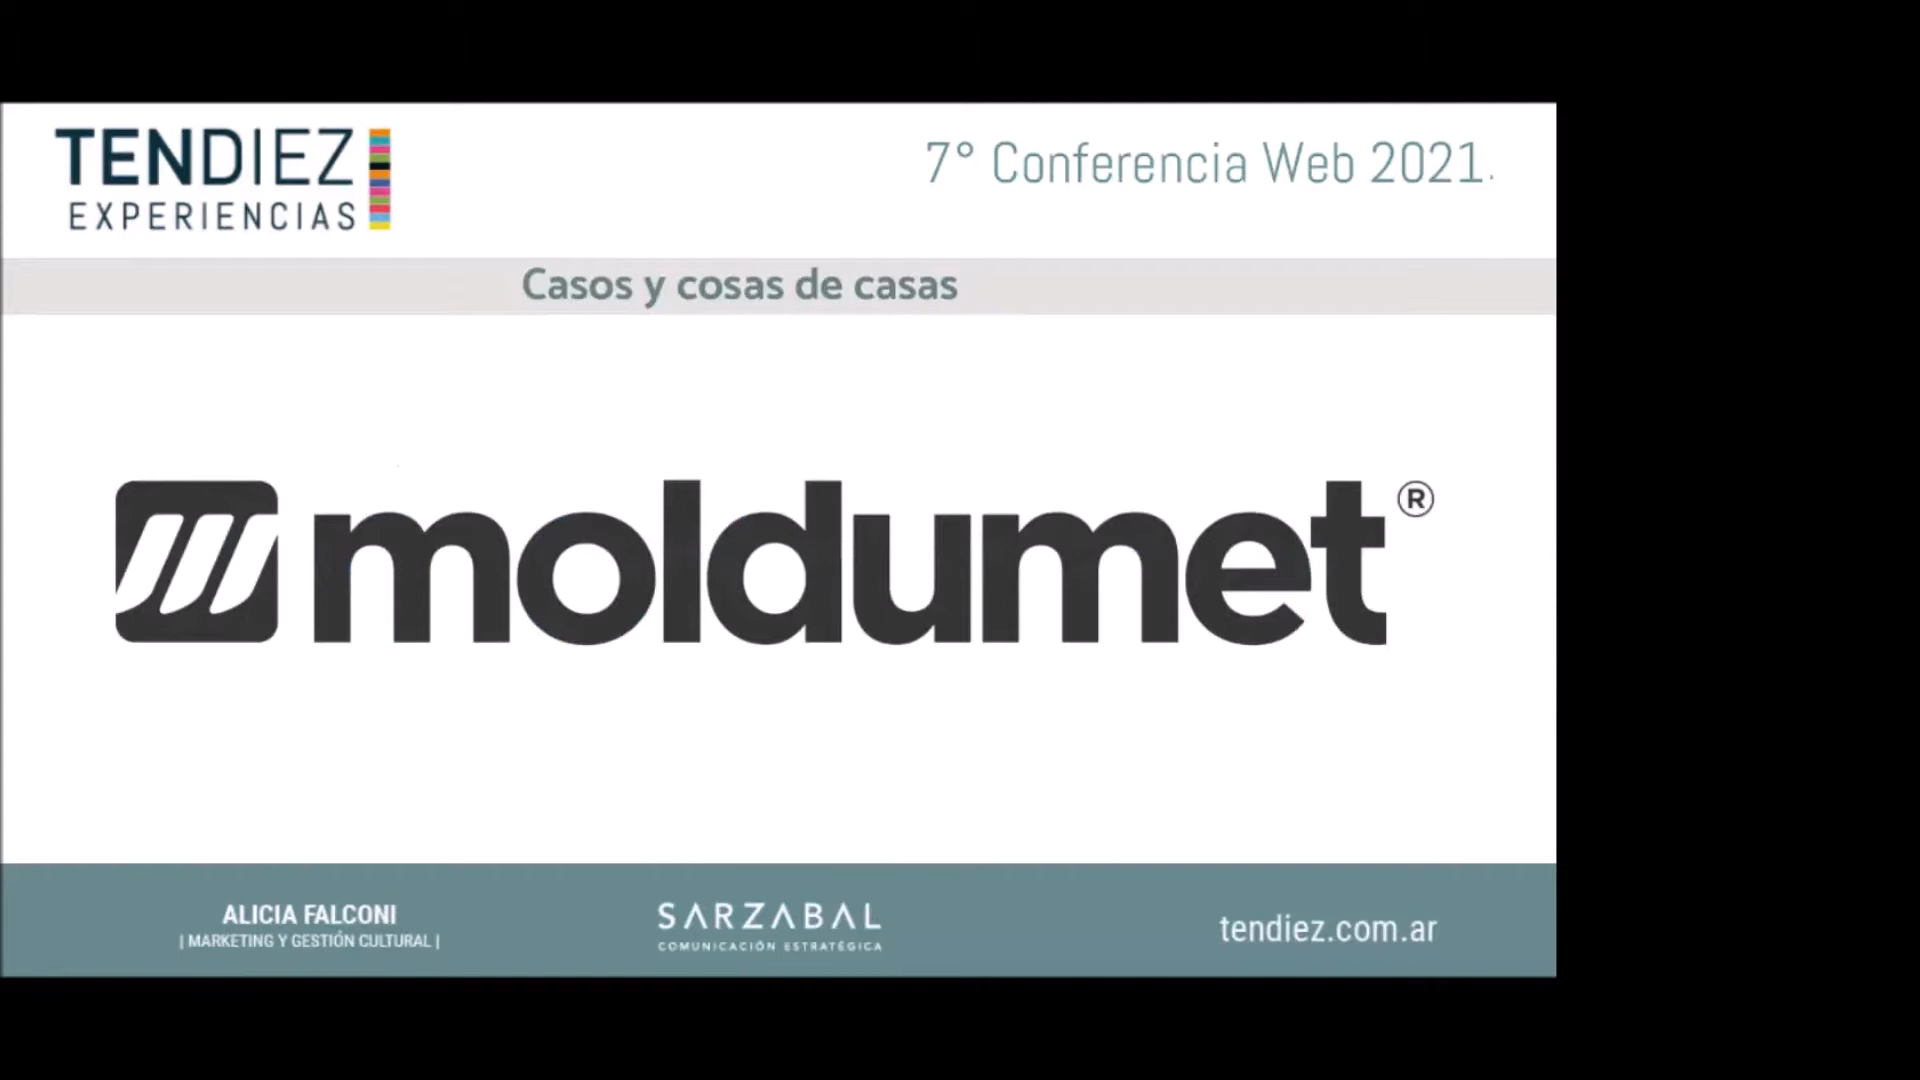 TENDIEZ
EXPERIENCIAS
7° Conferencia Web 2021.
Casos y cosas de casas
moldumet®
ALICIA FALCONI
| MARKETING Y GESTIÓN CULTURAL |
SARZABAL
COMUNICACIÓN ESTRATÉGICA
tendiez.com.ar